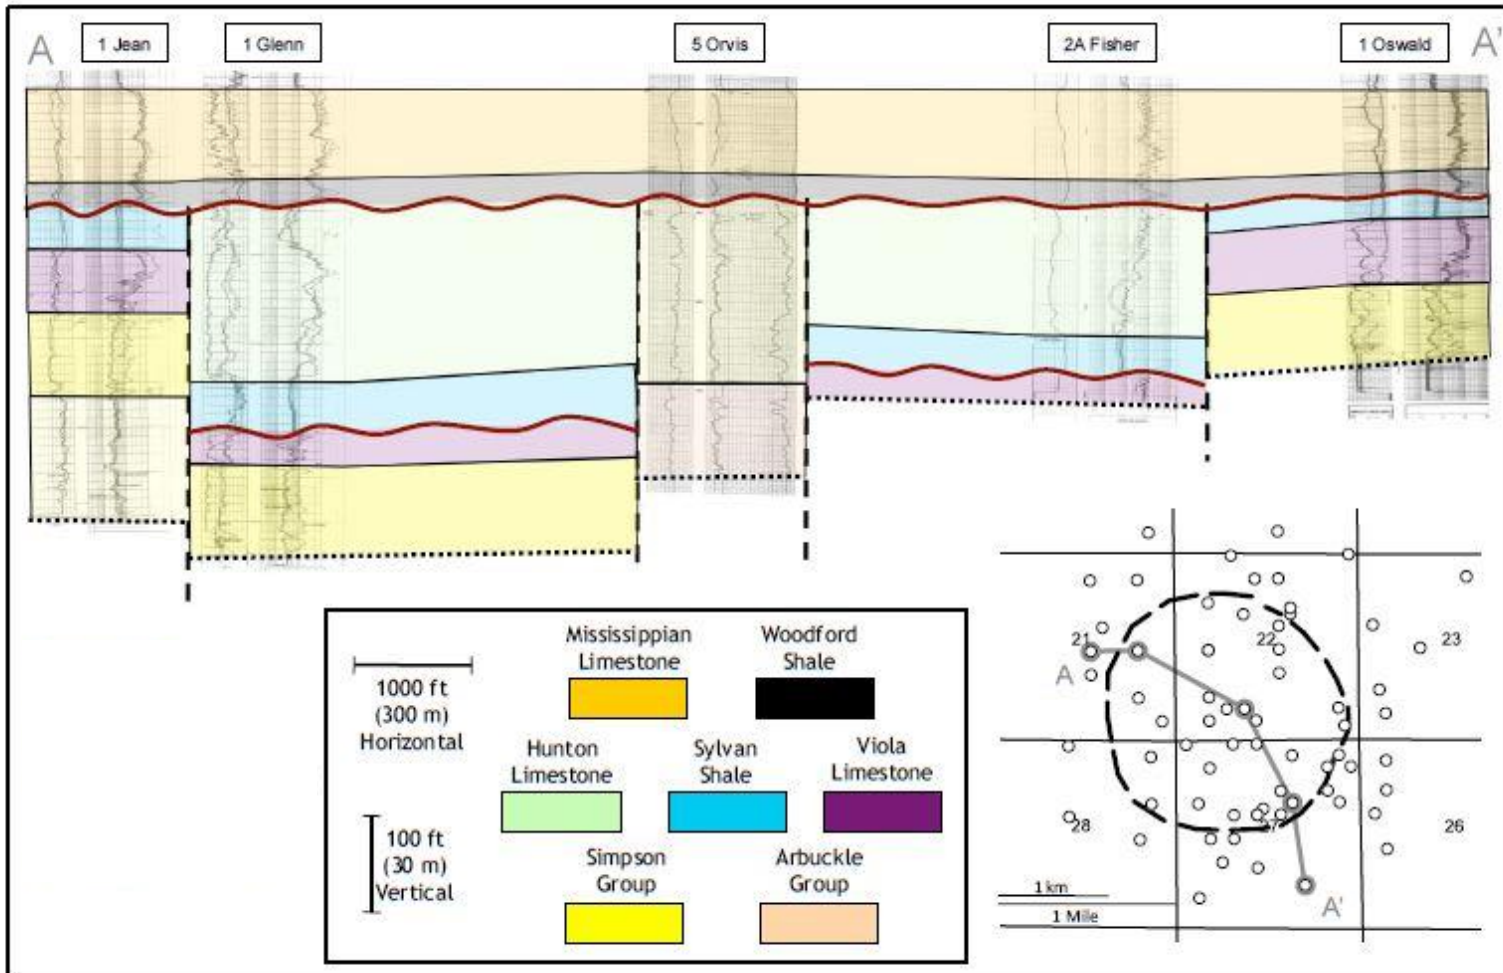 A
1 Jean
1 Glenn
5 Orvis
2A Fisher
1 Oswald
A'
1000 ft
(300 m)
Horizontal
100 ft
(30 m)
Vertical
Mississippian
Limestone
Woodford
Shale
Hunton
Limestone
Sylvan
Shale
Viola
Limestone
Simpson
Group
Arbuckle
Group
21
22
23
A
28
27
26
1 km
1 Mile
A'